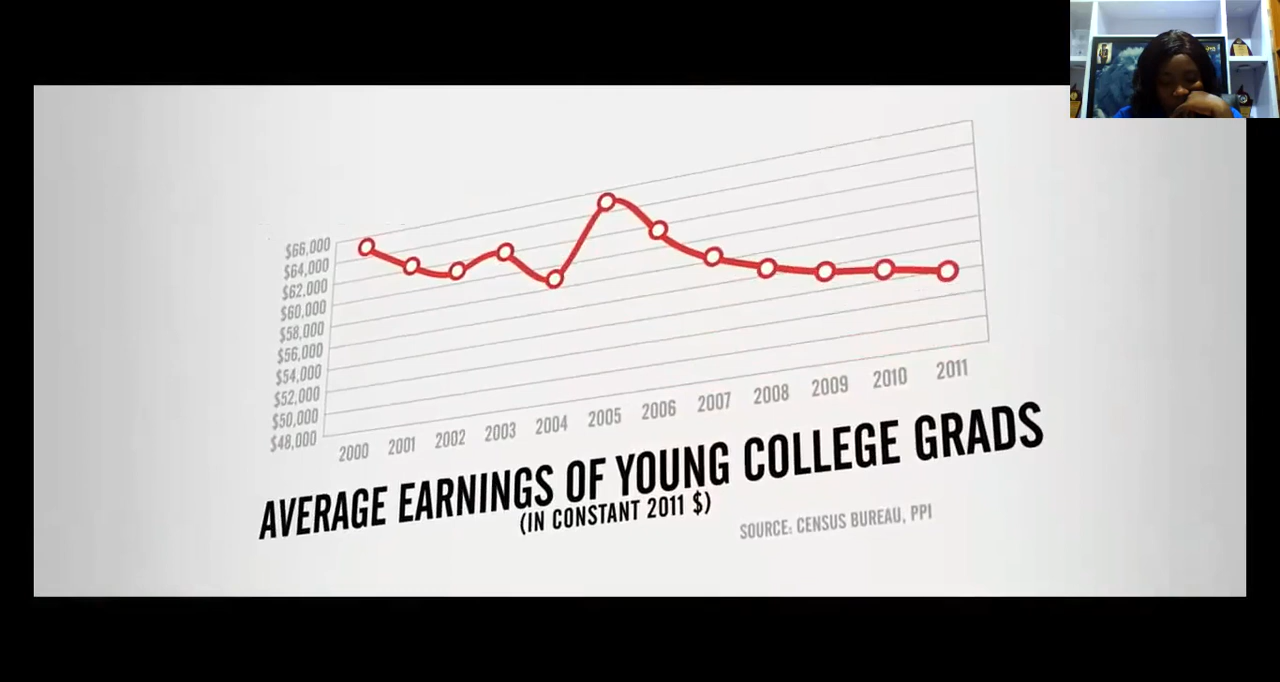 $66,000
$64,000
$62,000
$60,000
$58,000
$56,000
$54,000
$52,000
$50,000
$48,000
2000 2001 2002 2003 2004 2005 2006 2007 2008 2009 2010 2011
AVERAGE EARNINGS OF YOUNG COLLEGE GRADS
(IN CONSTANT 2011 $)
SOURCE: CENSUS BUREAU, PPI